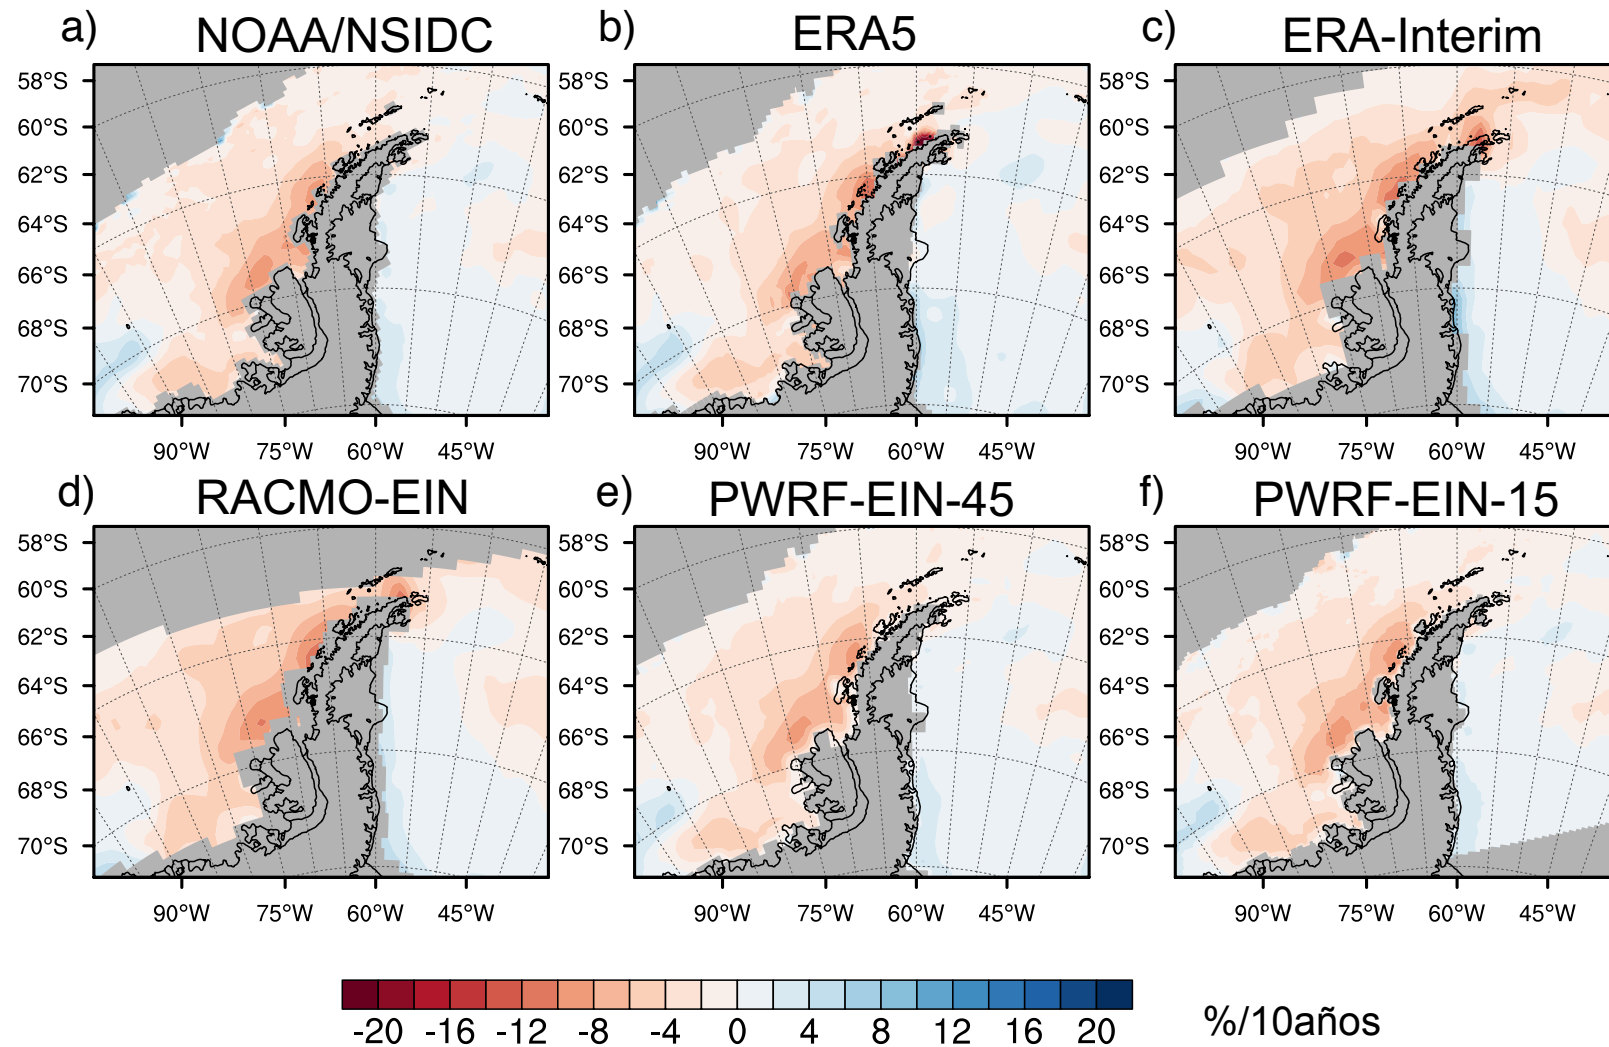 a) NOAA/NSIDC
b) ERA5
c) ERA-Interim
58°S 58°S 58°S
60°S 60°S 60°S
62°S 62°S 62°S
64°S 64°S 64°S
66°S 66°S 66°S
68°S 68°S 68°S
70°S 70°S 70°S
90°W 75°W 60°W 45°W 90°W 75°W 60°W 45°W 90°W 75°W 60°W 45°W
d) RACMO-EIN
e) PWRF-EIN-45
f) PWRF-EIN-15
58°S 58°S 58°S
60°S 60°S 60°S
62°S 62°S 62°S
64°S 64°S 64°S
66°S 66°S 66°S
68°S 68°S 68°S
70°S 70°S 70°S
90°W 75°W 60°W 45°W 90°W 75°W 60°W 45°W 90°W 75°W 60°W 45°W
-20 -16 -12 -8 -4 0 4 8 12 16 20
%/10años